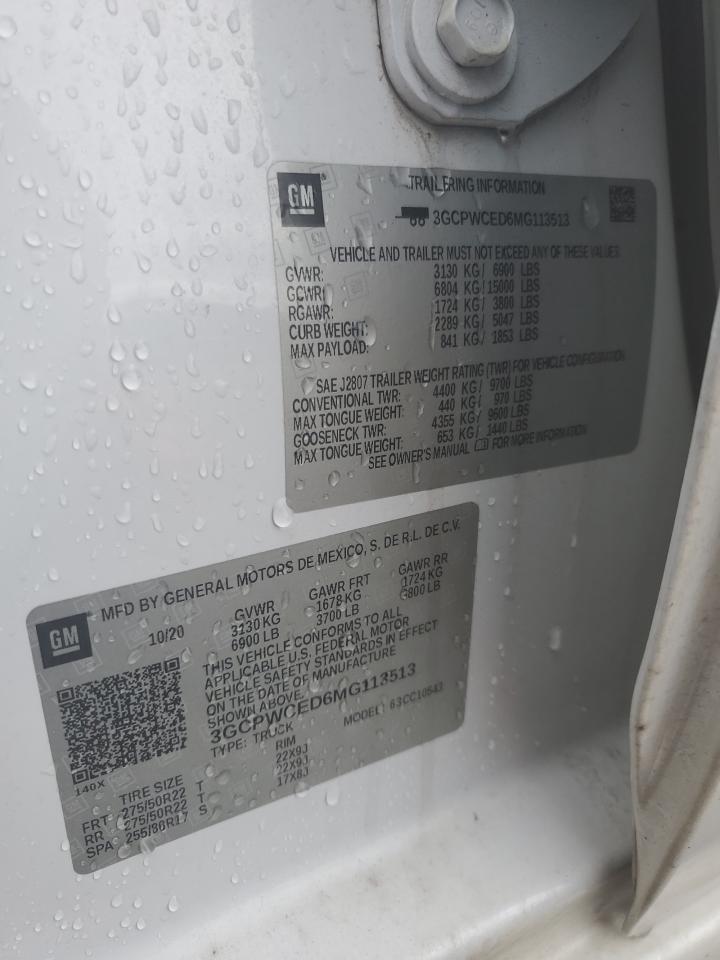 GM
TRAILERING INFORMATION
3GCPWCED6MG113513
VEHICLE AND TRAILER MUST NOT EXCEED ANY OF THESE VALUES:
GVWR: 3130 KG/ 6900 LBS
GCWR: 6804 KG/ 15000 LBS
RGAWR: 1724 KG/ 3800 LBS
CURB WEIGHT: 2289 KG/ 5047 LBS
MAX PAYLOAD: 841 KG/ 1853 LBS
SAE J2807 TRAILER WEIGHT RATING (TWR) FOR VEHICLE CONFIGURATION
CONVENTIONAL TWR: 4400 KG/ 9700 LBS
MAX TONGUE WEIGHT: 440 KG/ 970 LBS
GOOSENECK TWR: 4355 KG/ 9600 LBS
MAX TONGUE WEIGHT: 653 KG/ 1440 LBS
SEE OWNER'S MANUAL FOR MORE INFORMATION
GM
MFD BY GENERAL MOTORS DE MEXICO, S. DE R.L. DE C.V.
10/20 GVWR GAWR FRT GAWR RR
3130 KG 1678 KG 1724 KG
6900 LB 3700 LB 3800 LB
THIS VEHICLE CONFORMS TO ALL
APPLICABLE U.S. FEDERAL MOTOR
VEHICLE SAFETY STANDARDS IN EFFECT
ON THE DATE OF MANUFACTURE
SHOWN ABOVE.
3GCPWCED6MG113513
TYPE: TRUCK MODEL: 63CC10543
140X
TIRE SIZE RIM
FRT 275/50R22 T 22X9J
RR 275/50R22 T 22X9J
SPA 255/80R17 S 17X8J